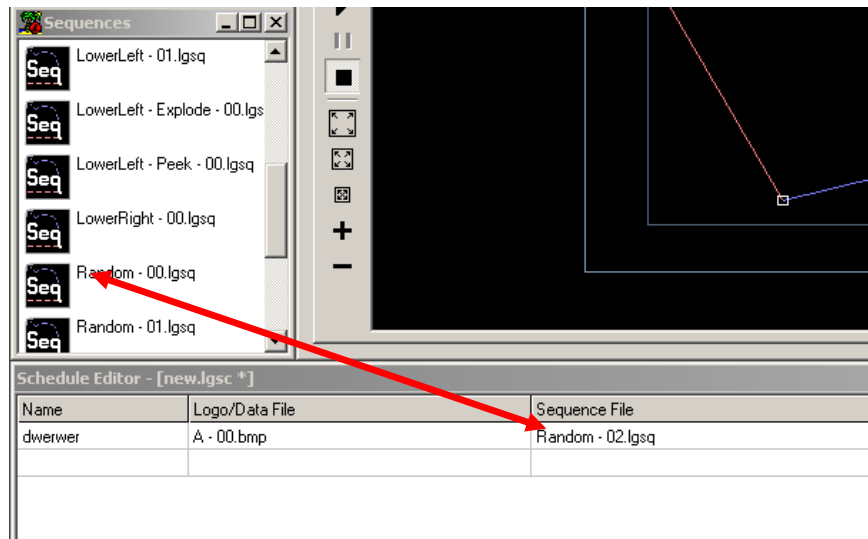 Sequences
Seq LowerLeft - 01.lgsq
Seq LowerLeft - Explode - 00.lgs
Seq LowerLeft - Peek - 00.lgsq
Seq LowerRight - 00.lgsq
Seq Random - 00.lgsq
Seq Random - 01.lgsq
Schedule Editor - [new.lgsc *]
Name Logo/Data File Sequence File
dwerwer A - 00.bmp Random - 02.lgsq